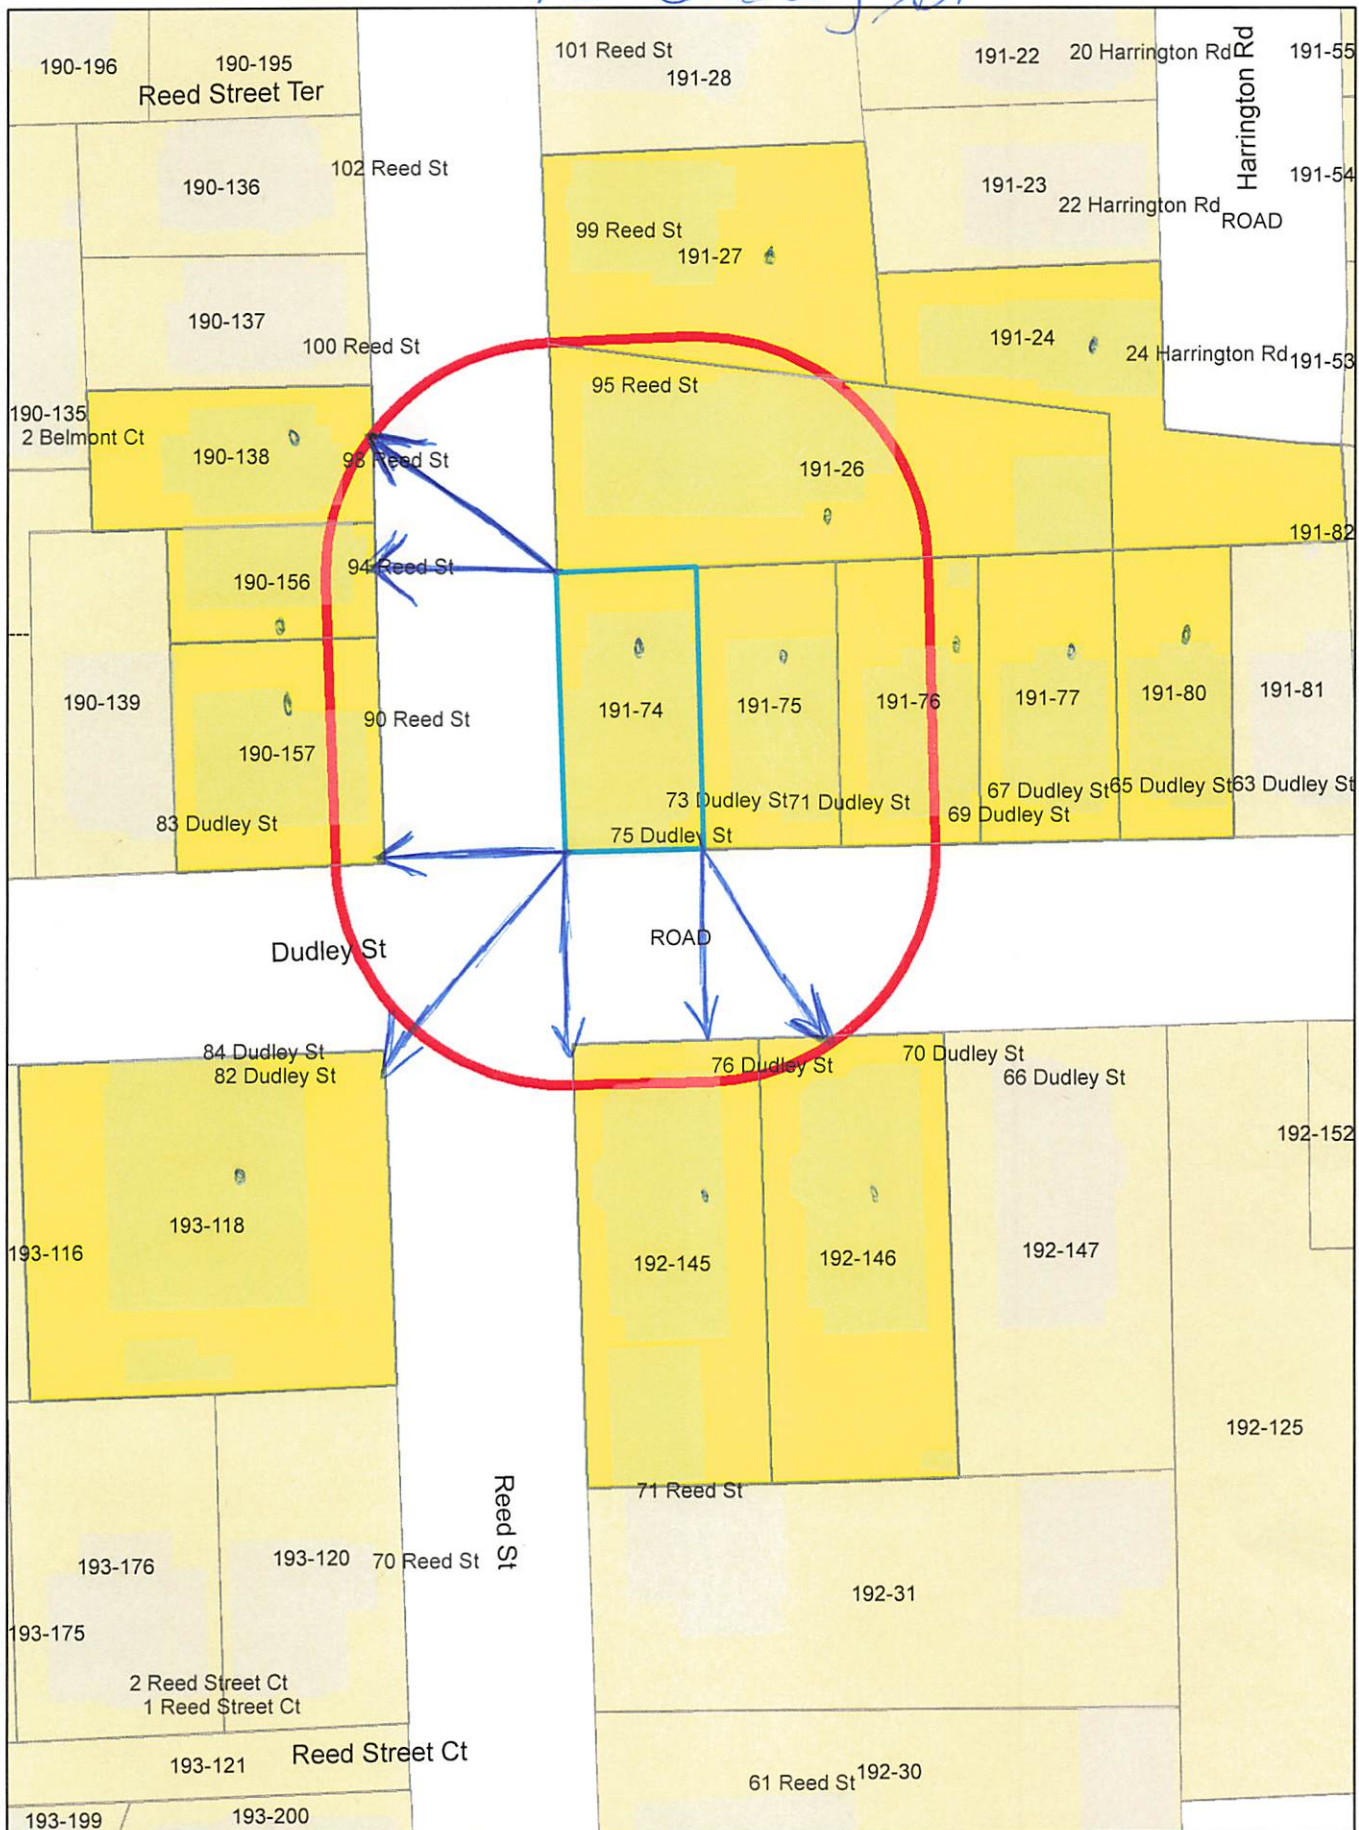 190-196
190-195
Reed Street Ter
101 Reed St
191-28
191-22
20 Harrington Rd
Harrington Rd
191-55
190-136
102 Reed St
191-23
22 Harrington Rd
ROAD
191-54
99 Reed St
191-27
190-137
100 Reed St
191-24
24 Harrington Rd
191-53
95 Reed St
190-135
2 Belmont Ct
190-138
98 Reed St
191-26
191-82
190-156
94 Reed St
190-139
190-157
90 Reed St
83 Dudley St
191-74
191-75
191-76
191-77
191-80
191-81
73 Dudley St
71 Dudley St
67 Dudley St
65 Dudley St
63 Dudley St
69 Dudley St
75 Dudley St
Dudley St
ROAD
84 Dudley St
82 Dudley St
76 Dudley St
70 Dudley St
66 Dudley St
192-152
193-116
193-118
192-145
192-146
192-147
192-125
71 Reed St
Reed St
193-176
193-120
70 Reed St
192-31
193-175
2 Reed Street Ct
1 Reed Street Ct
193-121
Reed Street Ct
61 Reed St
192-30
193-199
193-200